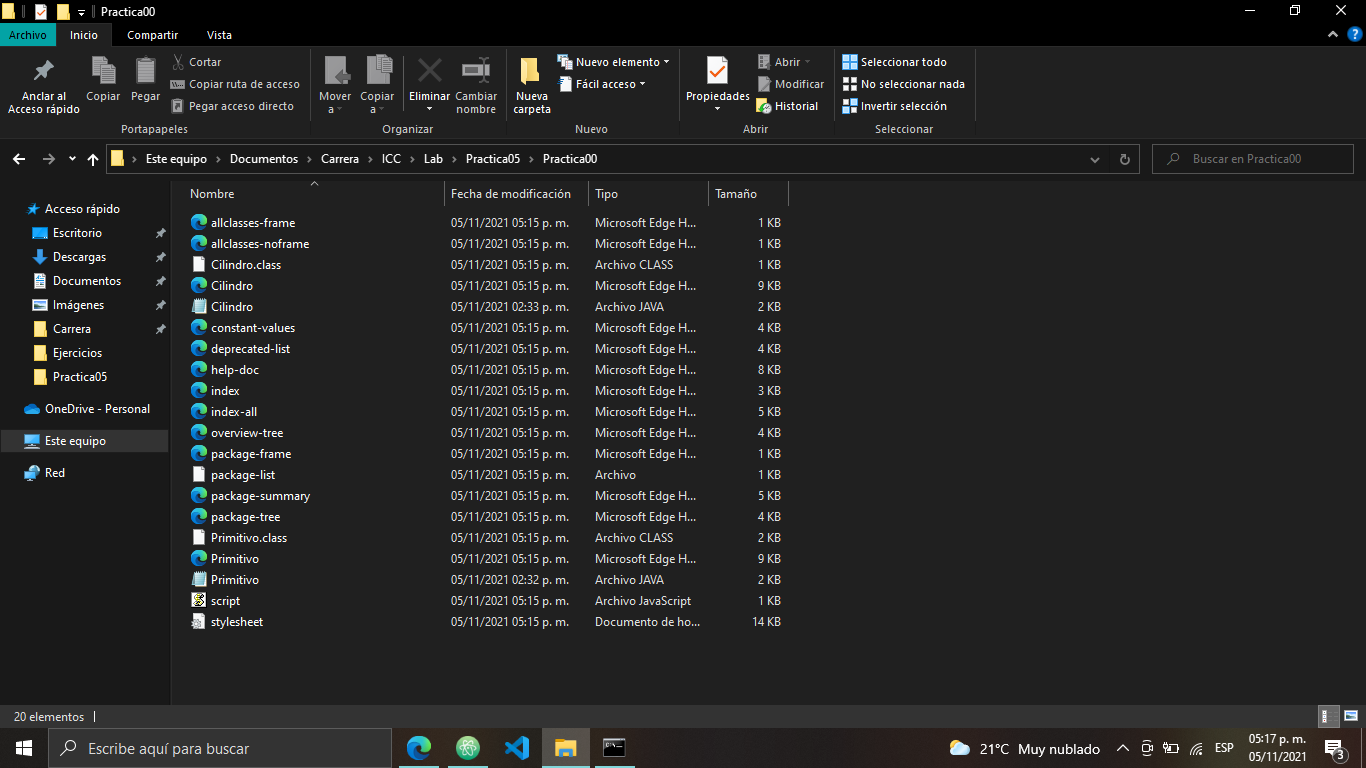 Practica00
Archivo Inicio Compartir Vista
Anclar al Acceso rápido
Copiar
Pegar
Cortar
Copiar ruta de acceso
Pegar acceso directo
Portapapeles
Mover a
Copiar a
Eliminar
Cambiar nombre
Organizar
Nueva carpeta
Nuevo elemento
Fácil acceso
Nuevo
Propiedades
Abrir
Modificar
Historial
Abrir
Seleccionar todo
No seleccionar nada
Invertir selección
Seleccionar
Este equipo > Documentos > Carrera > ICC > Lab > Practica05 > Practica00
Buscar en Practica00
Acceso rápido
Escritorio
Descargas
Documentos
Imágenes
Carrera
Ejercicios
Practica05
OneDrive - Personal
Este equipo
Red
Nombre Fecha de modificación Tipo Tamaño
allclasses-frame 05/11/2021 05:15 p. m. Microsoft Edge H... 1 KB
allclasses-noframe 05/11/2021 05:15 p. m. Microsoft Edge H... 1 KB
Cilindro.class 05/11/2021 05:15 p. m. Archivo CLASS 1 KB
Cilindro 05/11/2021 05:15 p. m. Microsoft Edge H... 9 KB
Cilindro 05/11/2021 02:33 p. m. Archivo JAVA 2 KB
constant-values 05/11/2021 05:15 p. m. Microsoft Edge H... 4 KB
deprecated-list 05/11/2021 05:15 p. m. Microsoft Edge H... 4 KB
help-doc 05/11/2021 05:15 p. m. Microsoft Edge H... 8 KB
index 05/11/2021 05:15 p. m. Microsoft Edge H... 3 KB
index-all 05/11/2021 05:15 p. m. Microsoft Edge H... 5 KB
overview-tree 05/11/2021 05:15 p. m. Microsoft Edge H... 4 KB
package-frame 05/11/2021 05:15 p. m. Microsoft Edge H... 1 KB
package-list 05/11/2021 05:15 p. m. Archivo 1 KB
package-summary 05/11/2021 05:15 p. m. Microsoft Edge H... 5 KB
package-tree 05/11/2021 05:15 p. m. Microsoft Edge H... 4 KB
Primitivo.class 05/11/2021 05:15 p. m. Archivo CLASS 2 KB
Primitivo 05/11/2021 05:15 p. m. Microsoft Edge H... 9 KB
Primitivo 05/11/2021 02:32 p. m. Archivo JAVA 2 KB
script 05/11/2021 05:15 p. m. Archivo JavaScript 1 KB
stylesheet 05/11/2021 05:15 p. m. Documento de ho... 14 KB
20 elementos
Escribe aquí para buscar
21°C Muy nublado
ESP
05:17 p. m.
05/11/2021
3